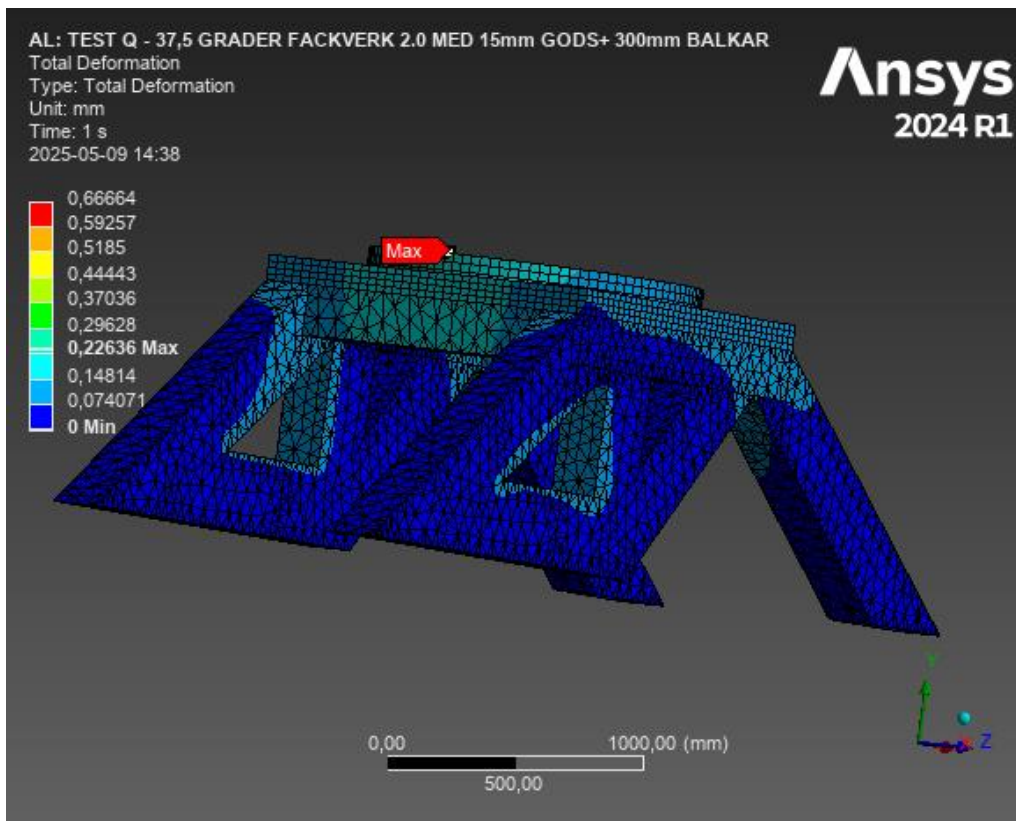 AL: TEST Q - 37,5 GRADER FACKVERK 2.0 MED 15mm GODS+ 300mm BALKAR
Total Deformation
Type: Total Deformation
Unit: mm
Time: 1 s
2025-05-09 14:38
Ansys
2024 R1
0,66664
0,59257
0,5185
0,44443
0,37036
0,29628
0,22636 Max
0,14814
0,074071
0 Min
Max
Y
Z
0,00
1000,00 (mm)
500,00